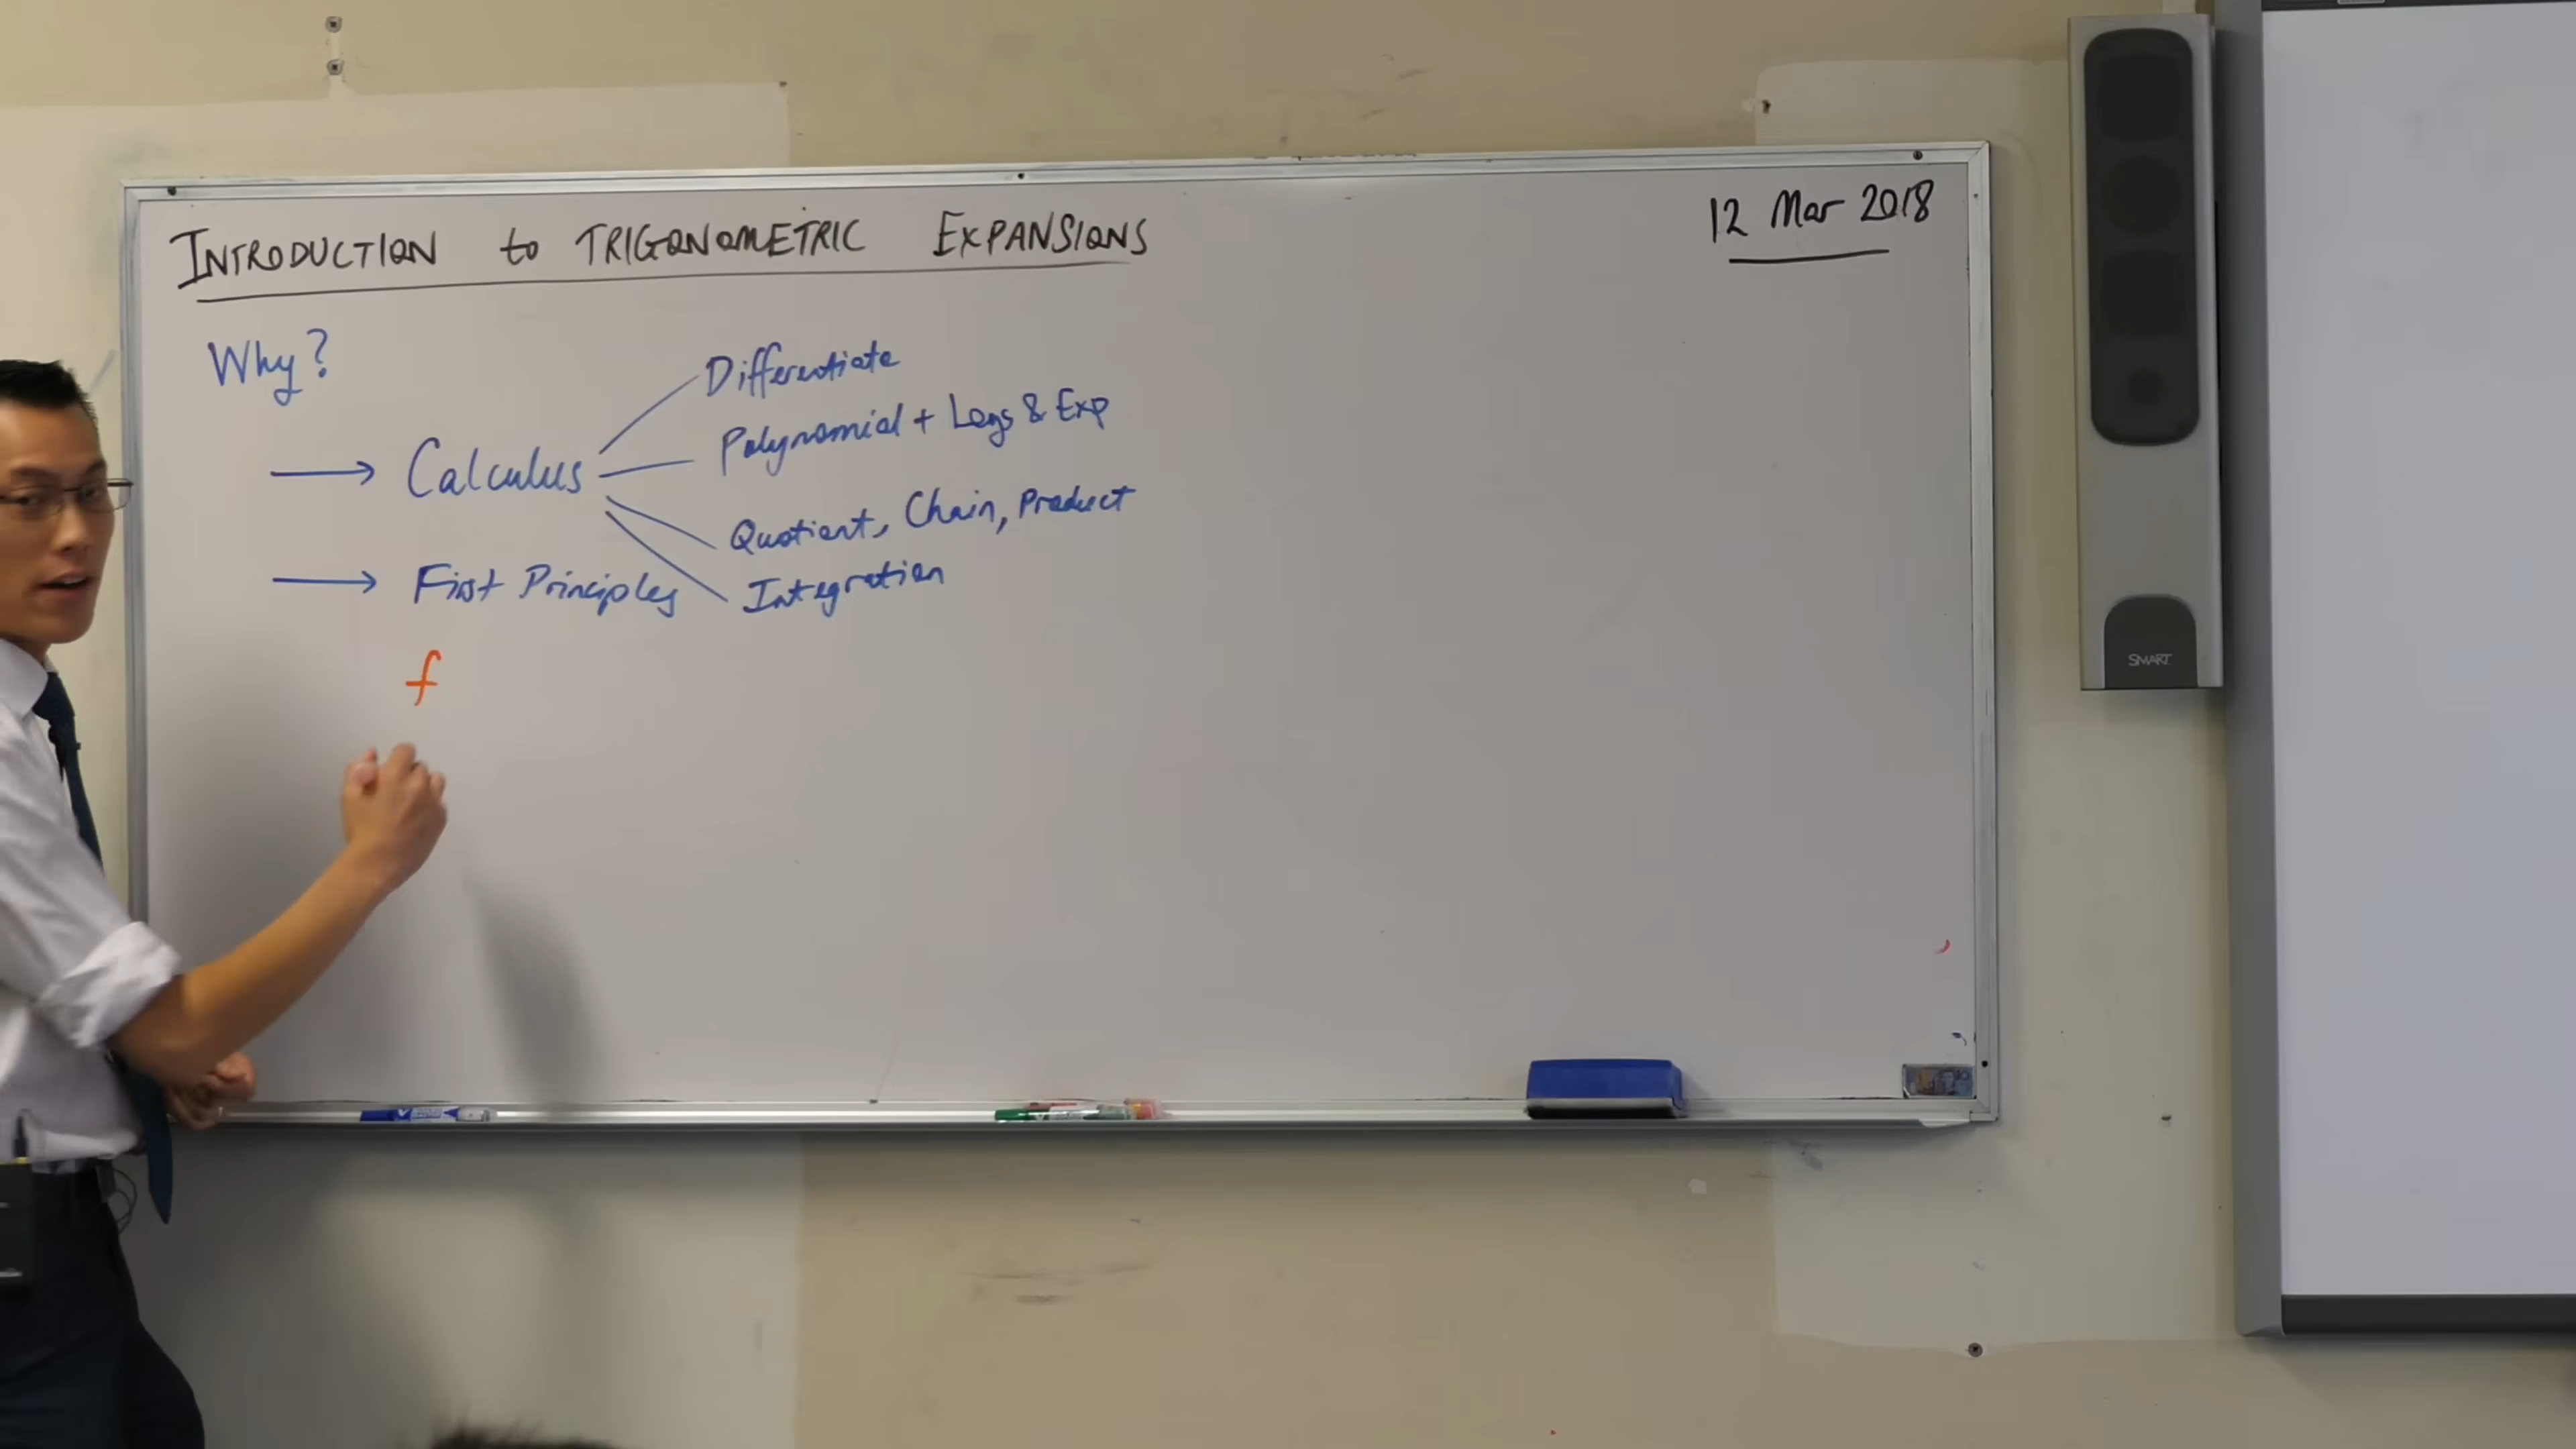 INTRODUCTION to TRIGONOMETRIC EXPANSIONS
12 Mar 2018
Why?
→ Calculus
Differentiate
Polynomial + Logs & Exp
Quotient, Chain, Product
Integration
→ First Principles
f
SMART